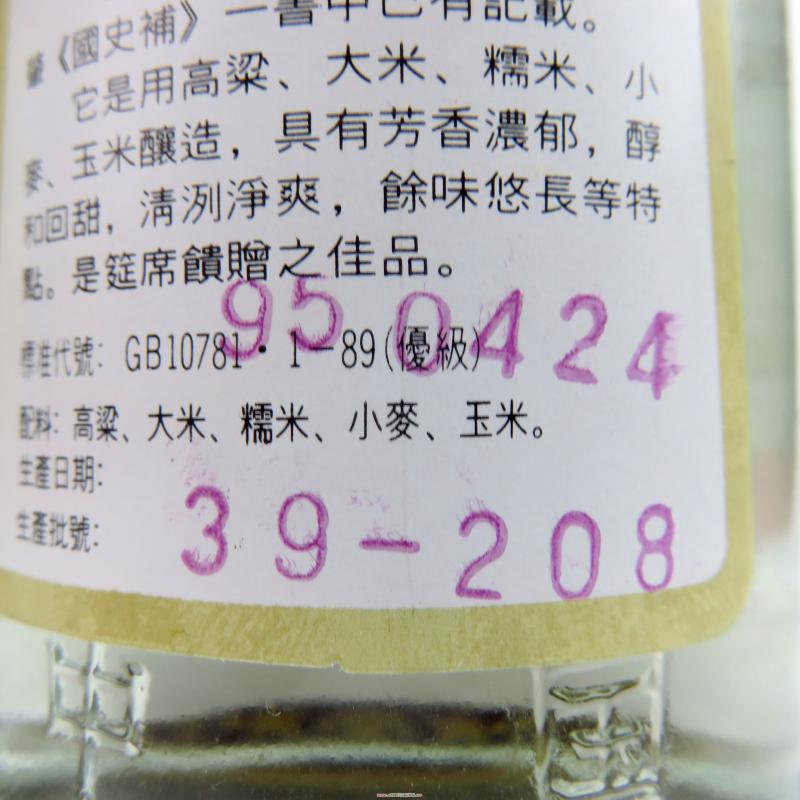 《國史補》一書中已有記載。
它是用高粱、大米、糯米、小
麥、玉米釀造，具有芳香濃郁，醇
和回甜，清洌淨爽，餘味悠長等特
點。是筵席饋贈之佳品。
950424
標准代號：GB10781·1-89(優級)
配料：高粱、大米、糯米、小麥、玉米。
生產日期：
生產批號：39-208
中國